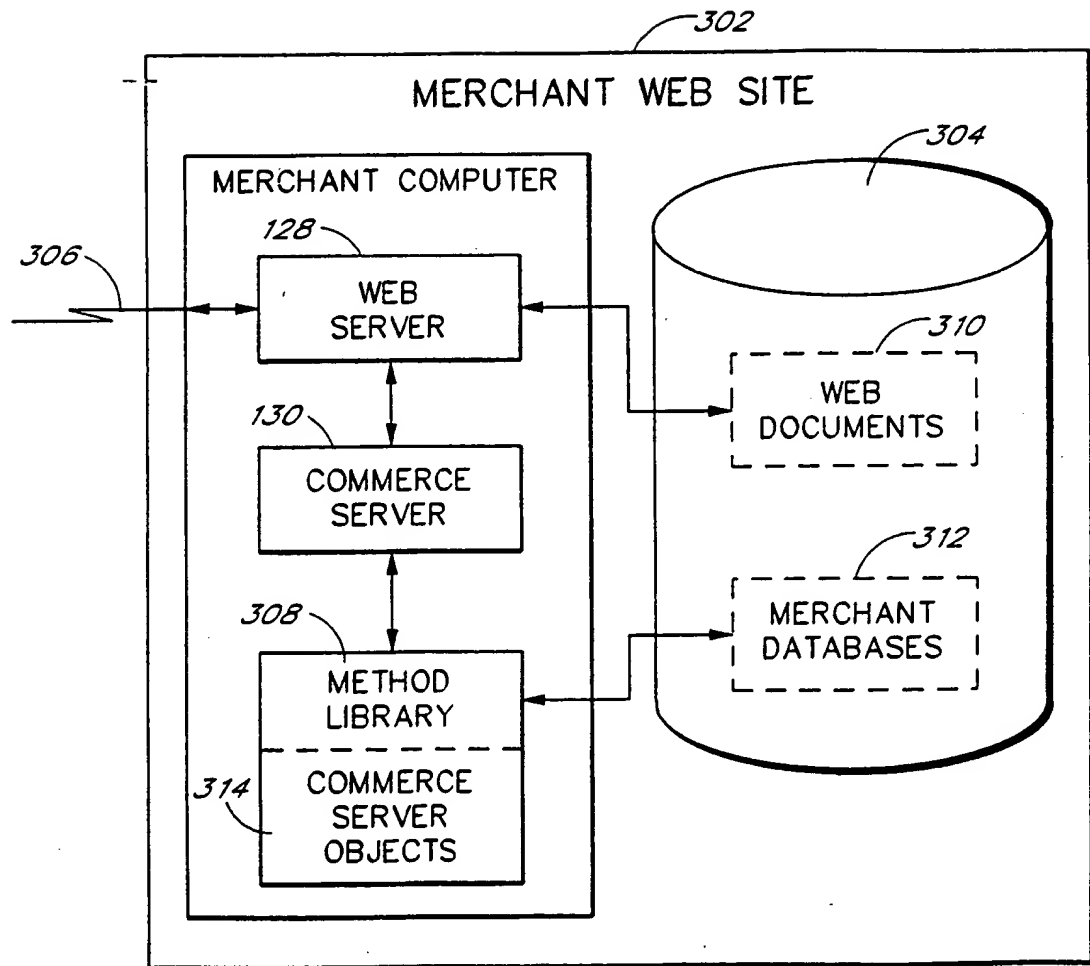 302
MERCHANT WEB SITE
304
MERCHANT COMPUTER
128
306
WEB
SERVER
310
WEB
DOCUMENTS
130
COMMERCE
SERVER
312
MERCHANT
DATABASES
308
METHOD
LIBRARY
314
COMMERCE
SERVER
OBJECTS